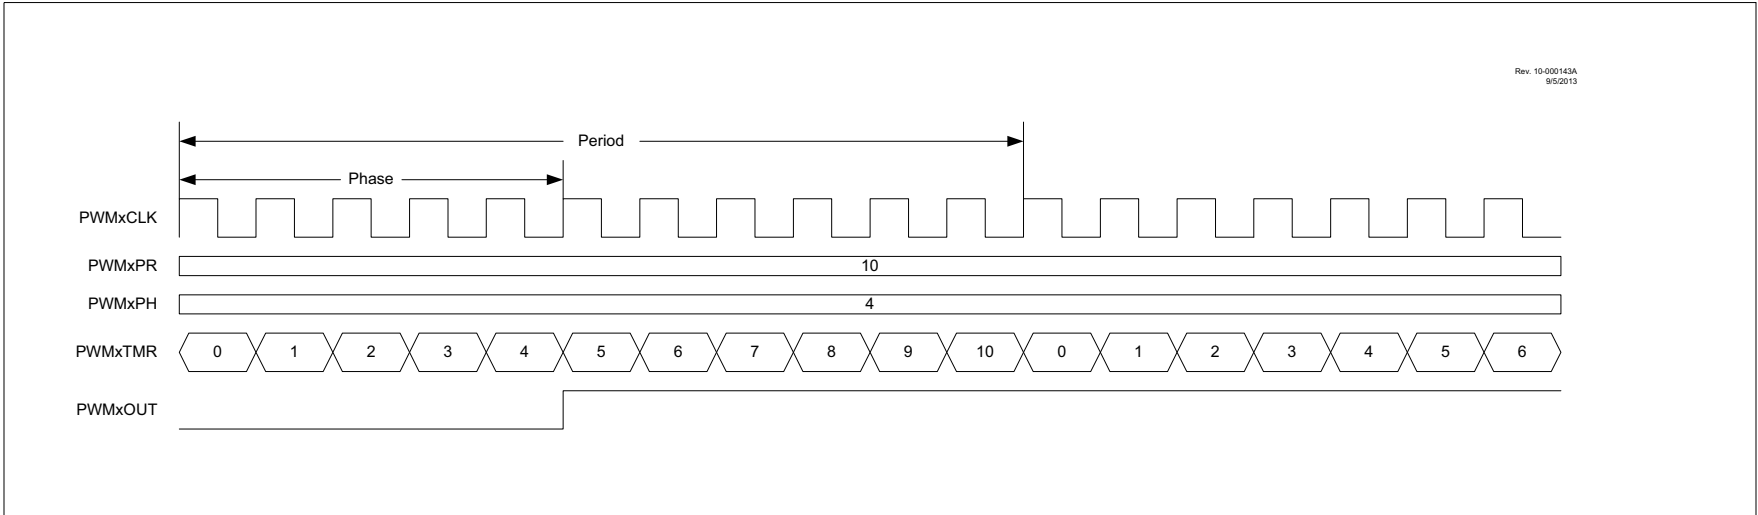 Rev. 10-000143A
9/5/2013
Period
Phase
PWMxCLK
PWMxPR 10
PWMxPH 4
PWMxTMR 0 1 2 3 4 5 6 7 8 9 10 0 1 2 3 4 5 6
PWMxOUT